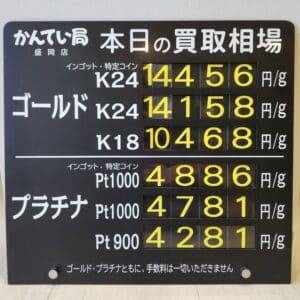 かんてい局 本日の買取相場
盛岡店
インゴット・特定コイン
K24 14456 円/g
ゴールド K24 14158 円/g
K18 10468 円/g
インゴット・特定コイン
Pt1000 4886 円/g
プラチナ Pt1000 4781 円/g
Pt900 4281 円/g
ゴールド・プラチナともに、手数料は一切いただきません